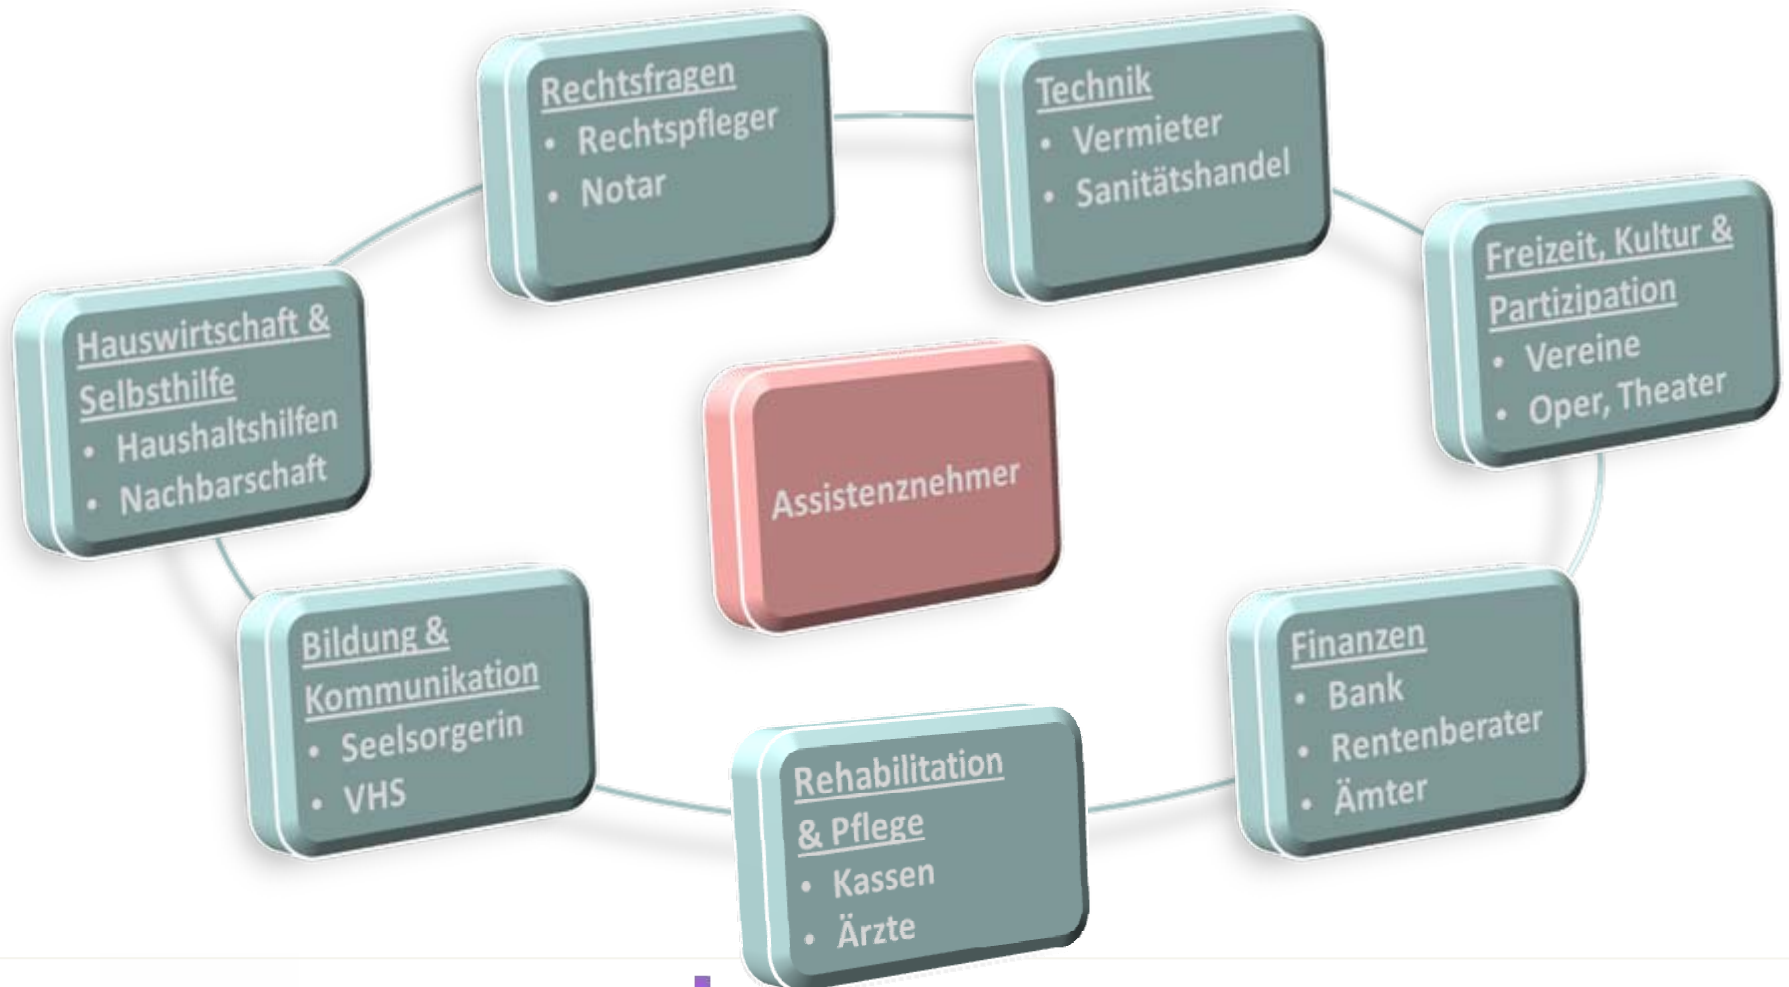 Rechtsfragen
• Rechtspfleger
• Notar
Technik
• Vermieter
• Sanitätshandel
Freizeit, Kultur &
Partizipation
• Vereine
• Oper, Theater
Hauswirtschaft &
Selbsthilfe
• Haushaltshilfen
• Nachbarschaft
Assistenznehmer
Bildung &
Kommunikation
• Seelsorgerin
• VHS
Finanzen
• Bank
• Rentenberater
• Ämter
Rehabilitation
& Pflege
• Kassen
• Ärzte